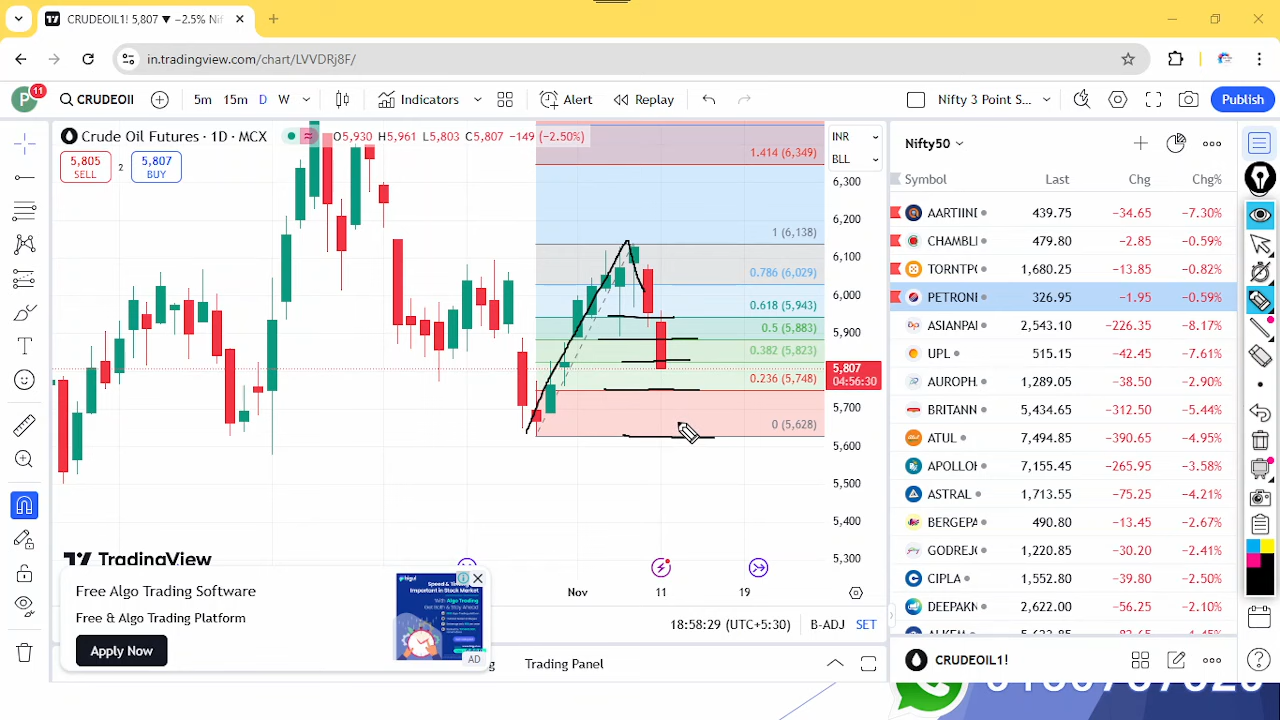 CRUDEOIL1! 5,807 ▼ −2.5% Nif
in.tradingview.com/chart/LVVDRj8F/
P 11
CRUDEOIL
5m 15m D W
Indicators
Alert
Replay
Nifty 3 Point S...
Publish
Crude Oil Futures · 1D · MCX
O5,930 H5,961 L5,803 C5,807 −149 (−2.50%)
5,805
SELL
2
5,807
BUY
INR
BLL
1.414 (6,349)
1 (6,138)
0.786 (6,029)
0.618 (5,943)
0.5 (5,883)
0.382 (5,823)
0.236 (5,748)
0 (5,628)
6,300
6,200
6,100
6,000
5,900
5,807
04:56:30
5,700
5,600
5,500
5,400
5,300
TradingView
Nov 11 19
Free Algo Trading Software
Free & Algo Trading Platform
Apply Now
AD
18:58:29 (UTC+5:30) B-ADJ SET
Trading Panel
Nifty50
Symbol Last Chg Chg%
AARTIIND 439.75 −34.65 −7.30%
CHAMBL 479.80 −2.85 −0.59%
TORNTPO 1,660.25 −13.85 −0.82%
PETRONE 326.95 −1.95 −0.59%
ASIANPAI 2,543.10 −226.35 −8.17%
UPL 515.15 −42.45 −7.61%
AUROPH 1,291.20 −38.50 −2.90%
BRITANN 5,434.65 −312.50 −5.44%
ATUL 7,494.85 −390.65 −4.95%
APOLLOH 7,155.45 −265.95 −3.58%
ASTRAL 1,713.55 −75.25 −4.21%
BERGEPA 490.80 −13.45 −2.67%
GODREJC 1,220.85 −30.20 −2.41%
CIPLA 1,552.80 −39.80 −2.50%
DEEPAN 2,622.00 −56.25 −2.10%
CRUDEOIL1!